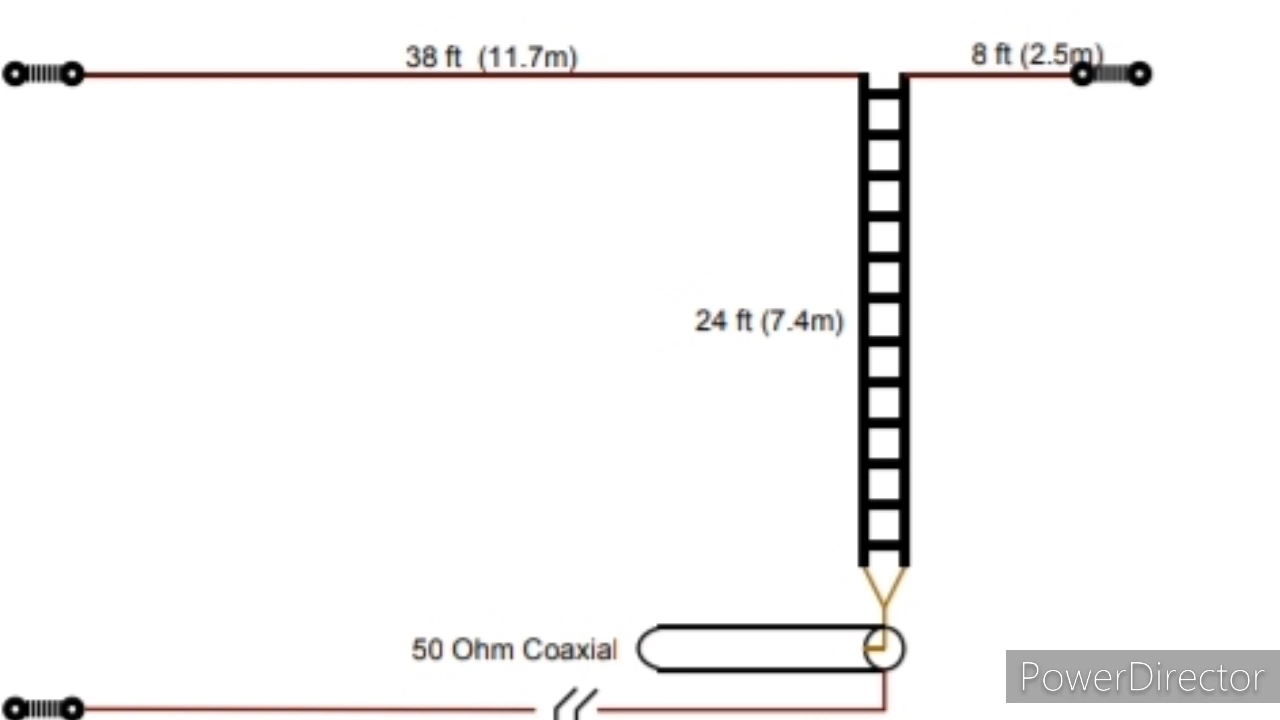 38 ft (11.7m)
8 ft (2.5m)
24 ft (7.4m)
50 Ohm Coaxial
PowerDirector